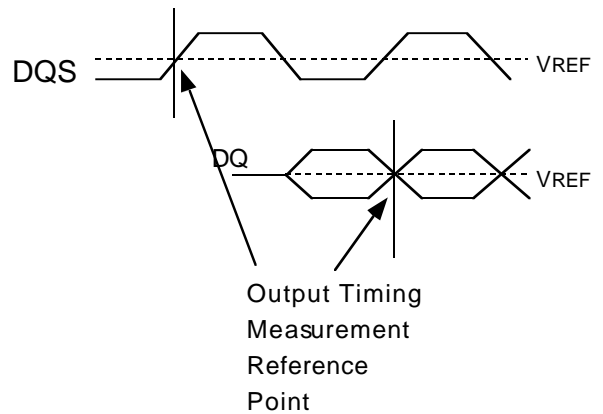 DQS
VREF
DQ
VREF
Output Timing
Measurement
Reference
Point